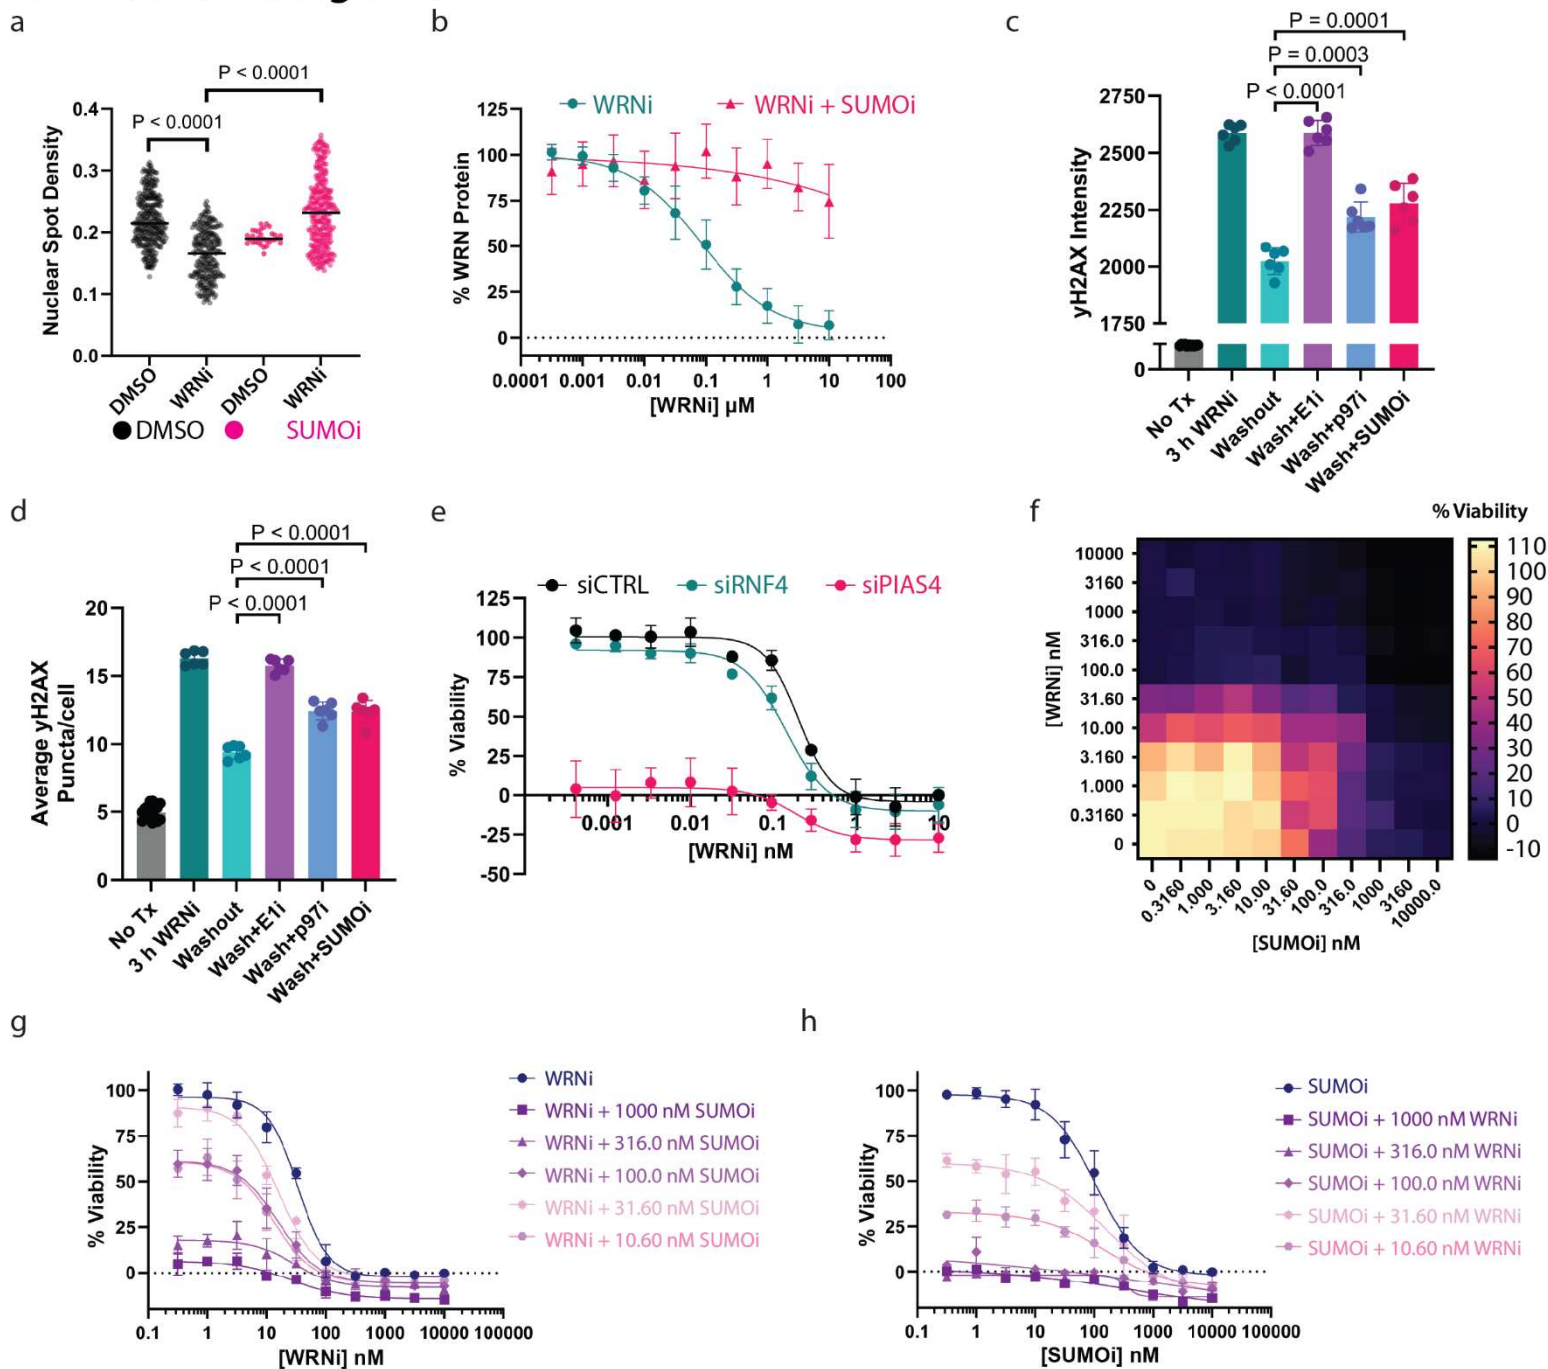 a
P < 0.0001
P < 0.0001
0.4
0.3
0.2
0.1
0.0
Nuclear Spot Density
DMSO
WRNi
DMSO
WRNi
DMSO
SUMOi
b
WRNi
WRNi + SUMOi
125
100
75
50
25
0
% WRN Protein
0.0001 0.001 0.01 0.1 1 10 100
[WRNi] µM
c
P = 0.0001
P = 0.0003
P < 0.0001
2750
2500
2250
2000
1750
0
yH2AX Intensity
No Tx
3 h WRNi
Washout
Wash+E1i
Wash+p97i
Wash+SUMOi
d
P < 0.0001
P < 0.0001
P < 0.0001
20
15
10
5
0
Average yH2AX
Puncta/cell
No Tx
3 h WRNi
Washout
Wash+E1i
Wash+p97i
Wash+SUMOi
e
siCTRL
siRNF4
siPIAS4
125
100
75
50
25
0
-25
-50
% Viability
0.001 0.01 0.1 1 10
[WRNi] nM
f
% Viability
10000
3160
1000
316.0
100.0
31.60
10.00
3.160
1.000
0.3160
0
[WRNi] nM
0
0.3160
1.000
3.160
10.00
31.60
100.0
316.0
1000
3160
10000.0
[SUMOi] nM
110
100
90
80
70
60
50
40
30
20
10
0
-10
g
100
75
50
25
0
% Viability
0.1 1 10 100 1000 10000 100000
[WRNi] nM
WRNi
WRNi + 1000 nM SUMOi
WRNi + 316.0 nM SUMOi
WRNi + 100.0 nM SUMOi
WRNi + 31.60 nM SUMOi
WRNi + 10.60 nM SUMOi
h
100
75
50
25
0
% Viability
0.1 1 10 100 1000 10000 100000
[SUMOi] nM
SUMOi
SUMOi + 1000 nM WRNi
SUMOi + 316.0 nM WRNi
SUMOi + 100.0 nM WRNi
SUMOi + 31.60 nM WRNi
SUMOi + 10.60 nM WRNi